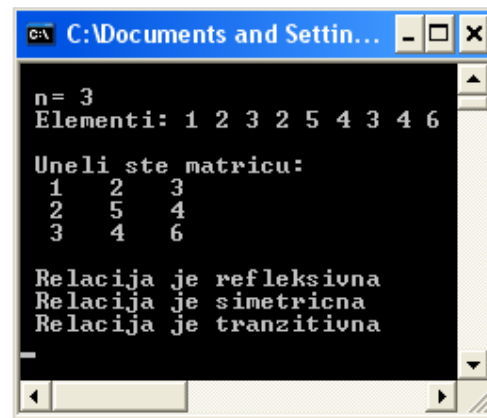 C:\Documents and Settin...
n= 3
Elementi: 1 2 3 2 5 4 3 4 6
Uneli ste matricu:
1 2 3
2 5 4
3 4 6
Relacija je refleksivna
Relacija je simetricna
Relacija je tranzitivna